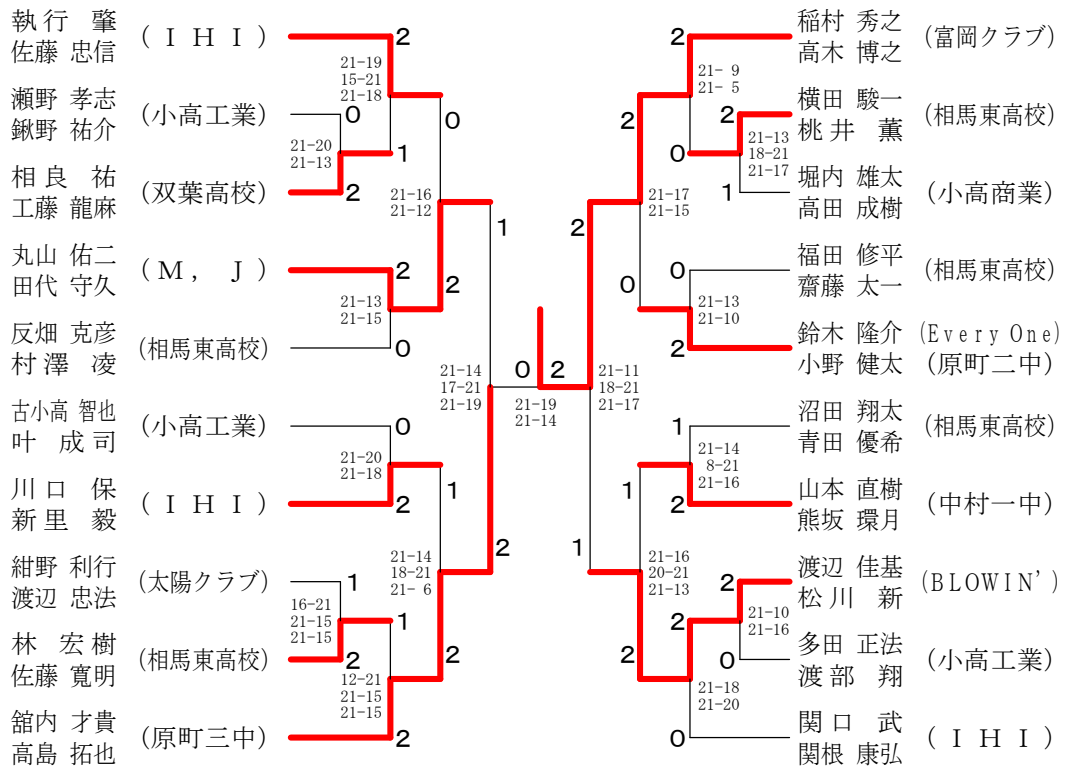 執行 肇
佐藤 忠信
(ＩＨＩ)
瀬野 孝志
鍬野 祐介
(小高工業)
相良 祐
工藤 龍麻
(双葉高校)
丸山 佑二
田代 守久
(Ｍ，Ｊ)
反畑 克彦
村澤 凌
(相馬東高校)
古小高 智也
叶 成司
(小高工業)
川口 保
新里 毅
(ＩＨＩ)
紺野 利行
渡辺 忠法
(太陽クラブ)
林 宏樹
佐藤 寛明
(相馬東高校)
舘内 才貴
高島 拓也
(原町三中)
2
21-19
15-21
21-18
0
21-20
21-13
2
1
0
21-16
21-12
2
21-13
21-15
0
2
1
21-14
17-21
21-19
0
21-20
21-18
2
1
21-14
18-21
21- 6
2
1
16-21
21-15
21-15
2
1
12-21
21-15
21-15
2
2
0 2
21-19
21-14
2
21- 9
21- 5
2
21-13
18-21
21-17
1
0
2
21-17
21-15
0
21-13
21-10
2
0
2
21-11
18-21
21-17
1
21-14
8-21
21-16
2
1
21-16
20-21
21-13
1
2
21-10
21-16
0
2
21-18
21-20
0
2
稲村 秀之
高木 博之
(富岡クラブ)
横田 駿一
桃井 薫
(相馬東高校)
堀内 雄太
高田 成樹
(小高商業)
福田 修平
齋藤 太一
(相馬東高校)
鈴木 隆介 (Every One)
小野 健太 (原町二中)
沼田 翔太
青田 優希
(相馬東高校)
山本 直樹
熊坂 環月
(中村一中)
渡辺 佳基
松川 新
(BLOWIN')
多田 正法
渡部 翔
(小高工業)
関口 武
関根 康弘
(ＩＨＩ)